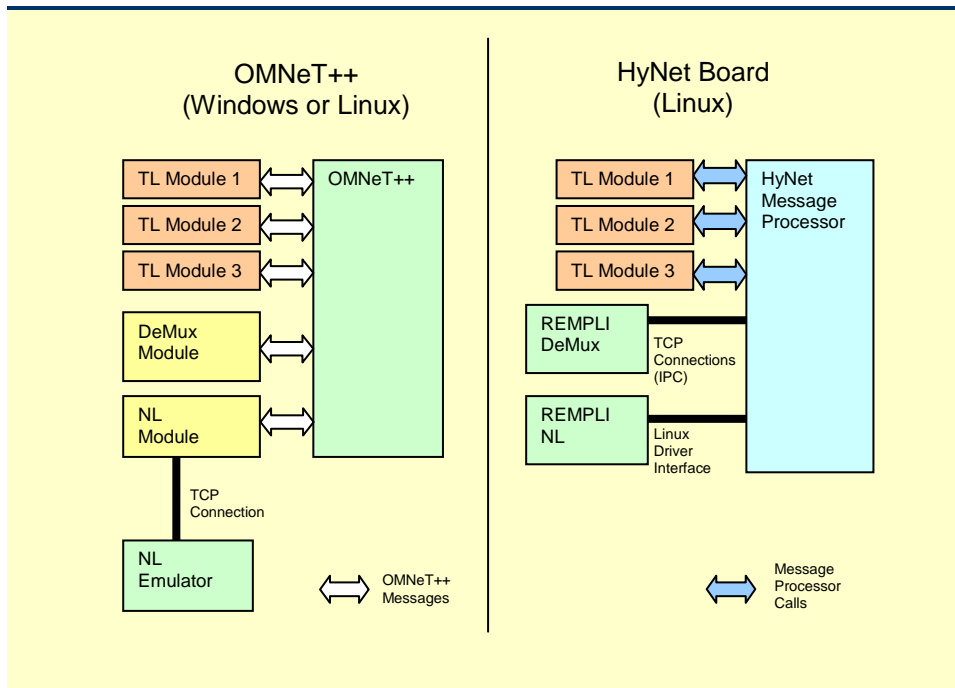 OMNeT++
(Windows or Linux)
TL Module 1
TL Module 2
TL Module 3
DeMux
Module
NL
Module
OMNeT++
TCP
Connection
NL
Emulator
OMNeT++
Messages
HyNet Board
(Linux)
TL Module 1
TL Module 2
TL Module 3
HyNet
Message
Processor
REMPLI
DeMux
TCP
Connections
(IPC)
REMPLI
NL
Linux
Driver
Interface
Message
Processor
Calls